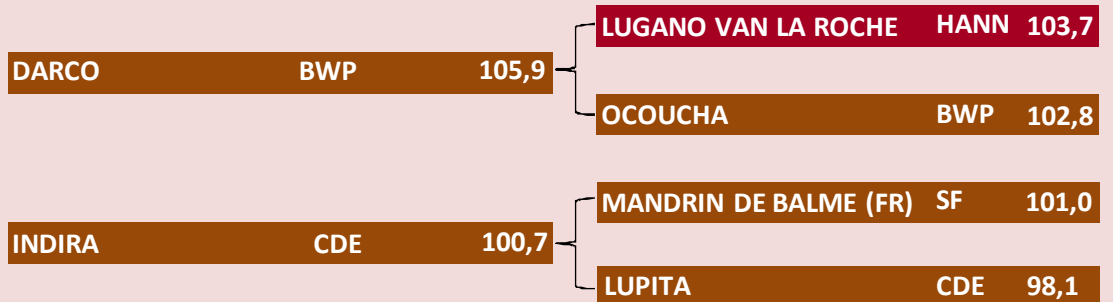 LUGANO VAN LA ROCHE HANN 103,7
DARCO BWP 105,9
OCOUCHA BWP 102,8
MANDRIN DE BALME (FR) SF 101,0
INDIRA CDE 100,7
LUPITA CDE 98,1